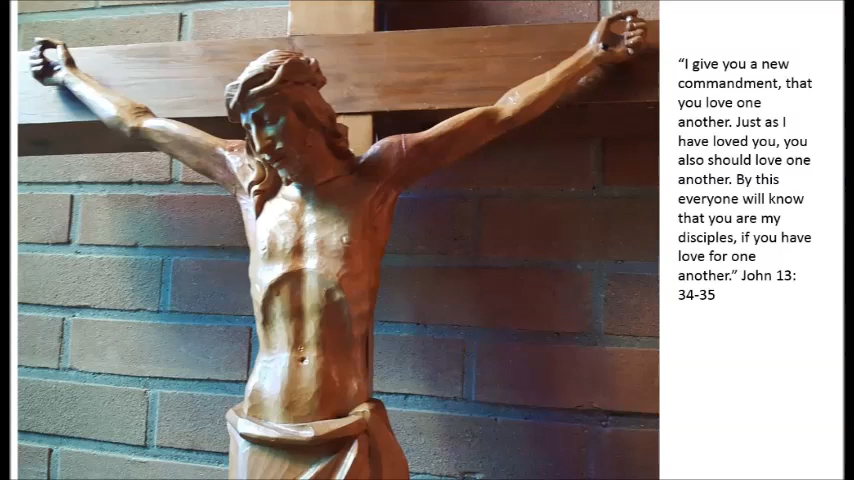 “I give you a new
commandment, that
you love one
another. Just as I
have loved you, you
also should love one
another. By this
everyone will know
that you are my
disciples, if you have
love for one
another.” John 13:
34-35